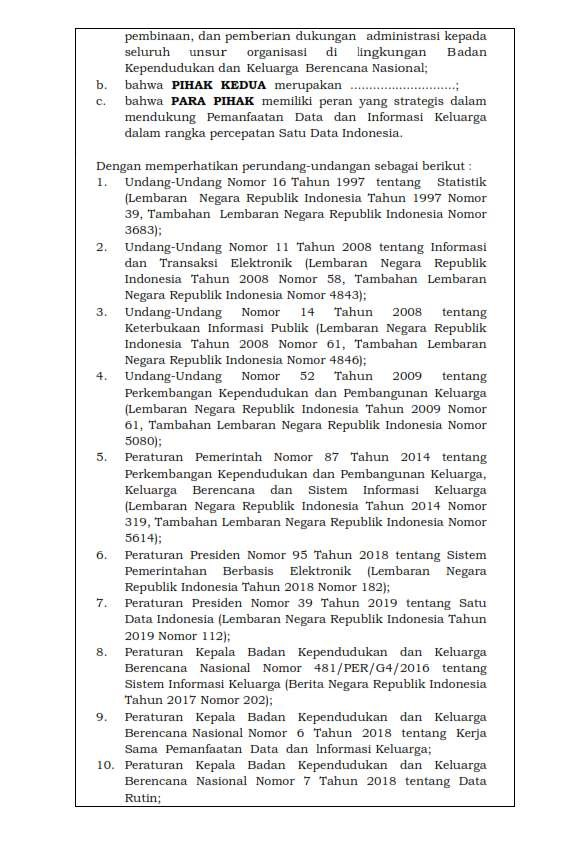 pembinaan, dan pemberian dukungan administrasi kepada
seluruh unsur organisasi di lingkungan Badan
Kependudukan dan Keluarga Berencana Nasional;
b. bahwa PIHAK KEDUA merupakan ............................;
c. bahwa PARA PIHAK memiliki peran yang strategis dalam
mendukung Pemanfaatan Data dan Informasi Keluarga
dalam rangka percepatan Satu Data Indonesia.
Dengan memperhatikan perundang-undangan sebagai berikut :
1. Undang-Undang Nomor 16 Tahun 1997 tentang Statistik
(Lembaran Negara Republik Indonesia Tahun 1997 Nomor
39, Tambahan Lembaran Negara Republik Indonesia Nomor
3683);
2. Undang-Undang Nomor 11 Tahun 2008 tentang Informasi
dan Transaksi Elektronik (Lembaran Negara Republik
Indonesia Tahun 2008 Nomor 58, Tambahan Lembaran
Negara Republik Indonesia Nomor 4843);
3. Undang-Undang Nomor 14 Tahun 2008 tentang
Keterbukaan Informasi Publik (Lembaran Negara Republik
Indonesia Tahun 2008 Nomor 61, Tambahan Lembaran
Negara Republik Indonesia Nomor 4846);
4. Undang-Undang Nomor 52 Tahun 2009 tentang
Perkembangan Kependudukan dan Pembangunan Keluarga
(Lembaran Negara Republik Indonesia Tahun 2009 Nomor
61, Tambahan Lembaran Negara Republik Indonesia Nomor
5080);
5. Peraturan Pemerintah Nomor 87 Tahun 2014 tentang
Perkembangan Kependudukan dan Pembangunan Keluarga,
Keluarga Berencana dan Sistem Informasi Keluarga
(Lembaran Negara Republik Indonesia Tahun 2014 Nomor
319, Tambahan Lembaran Negara Republik Indonesia Nomor
5614);
6. Peraturan Presiden Nomor 95 Tahun 2018 tentang Sistem
Pemerintahan Berbasis Elektronik (Lembaran Negara
Republik Indonesia Tahun 2018 Nomor 182);
7. Peraturan Presiden Nomor 39 Tahun 2019 tentang Satu
Data Indonesia (Lembaran Negara Republik Indonesia Tahun
2019 Nomor 112);
8. Peraturan Kepala Badan Kependudukan dan Keluarga
Berencana Nasional Nomor 481/PER/G4/2016 tentang
Sistem Informasi Keluarga (Berita Negara Republik Indonesia
Tahun 2017 Nomor 202);
9. Peraturan Kepala Badan Kependudukan dan Keluarga
Berencana Nasional Nomor 6 Tahun 2018 tentang Kerja
Sama Pemanfaatan Data dan lnformasi Keluarga;
10. Peraturan Kepala Badan Kependudukan dan Keluarga
Berencana Nasional Nomor 7 Tahun 2018 tentang Data
Rutin;